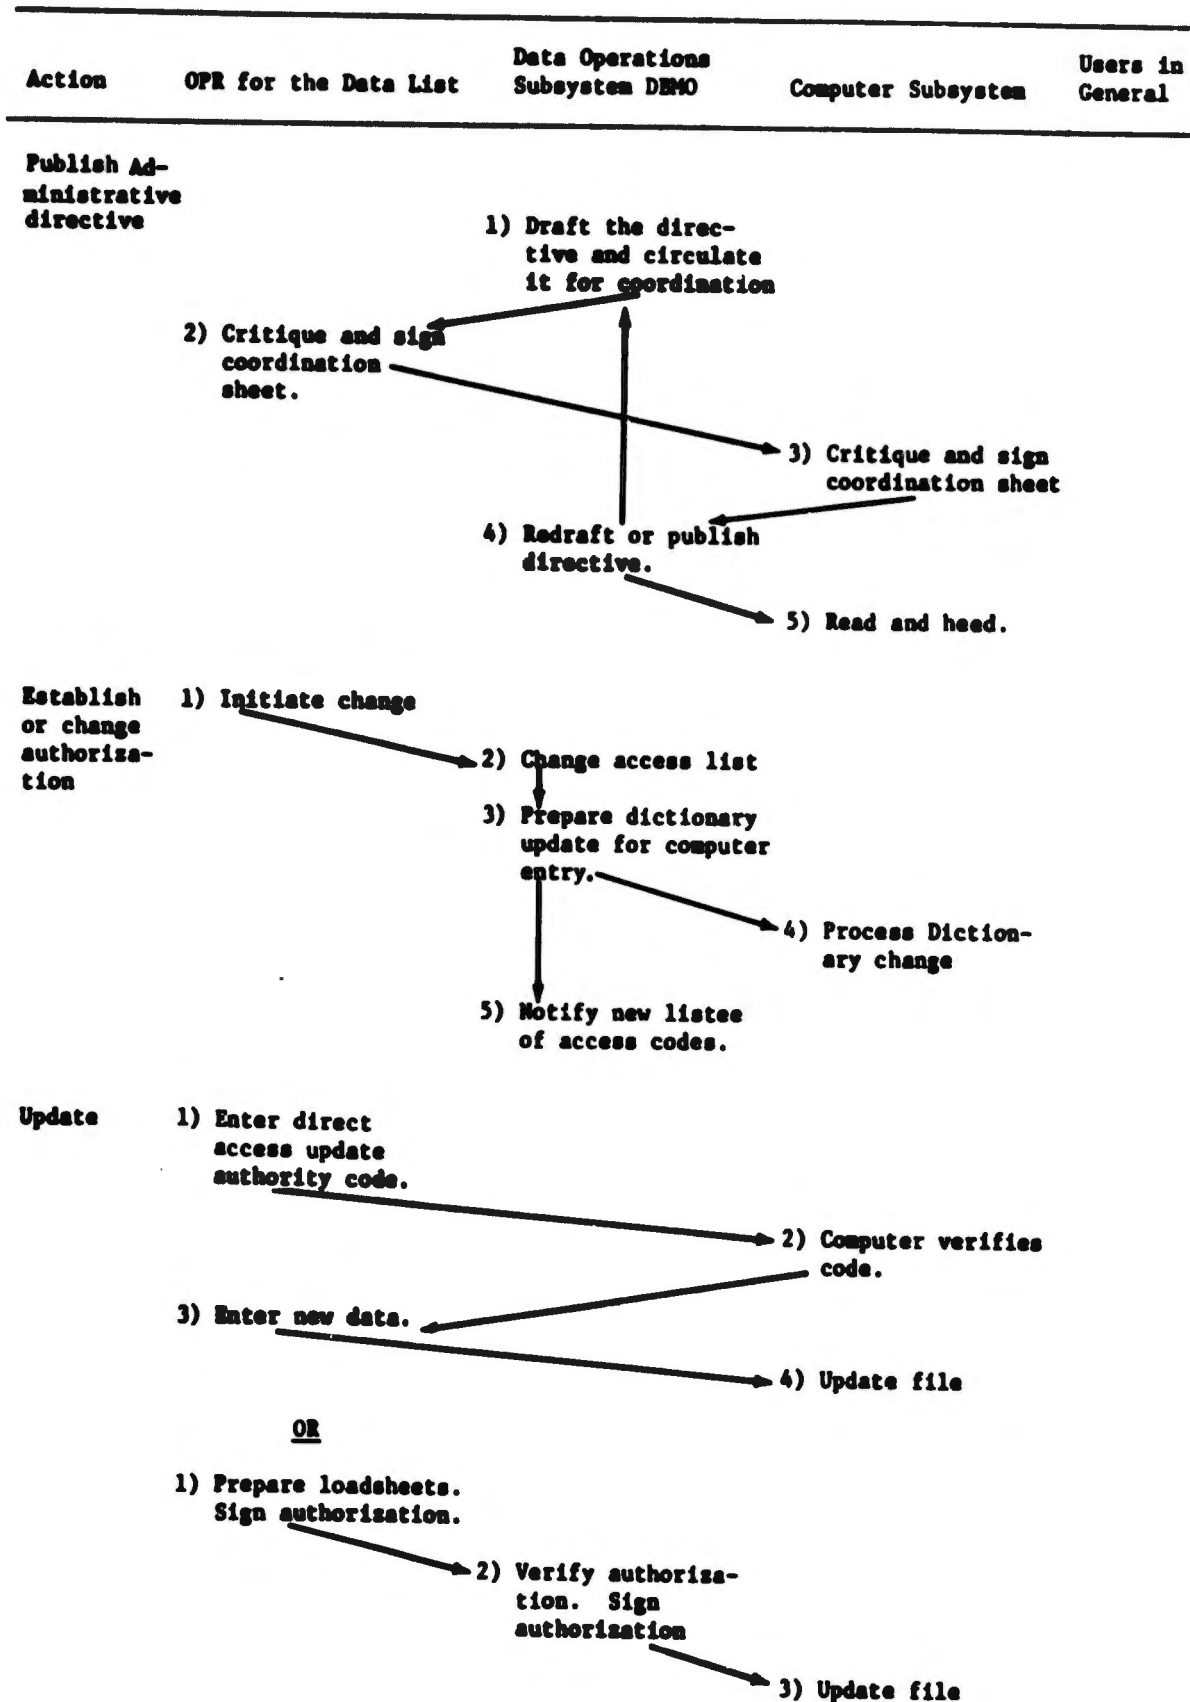 Action
OPR for the Data List
Data Operations
Subsystem DBMO
Computer Subsystem
Users in
General
Publish Ad-
ministrative
directive
1) Draft the direc-
tive and circulate
it for coordination
2) Critique and sign
coordination
sheet.
3) Critique and sign
coordination sheet
4) Redraft or publish
directive.
5) Read and heed.
Establish
or change
authoriza-
tion
1) Initiate change
2) Change access list
3) Prepare dictionary
update for computer
entry.
4) Process Diction-
ary change
5) Notify new listee
of access codes.
Update
1) Enter direct
access update
authority code.
2) Computer verifies
code.
3) Enter new data.
4) Update file
OR
1) Prepare loadsheets.
Sign authorization.
2) Verify authoriza-
tion. Sign
authorization
3) Update file